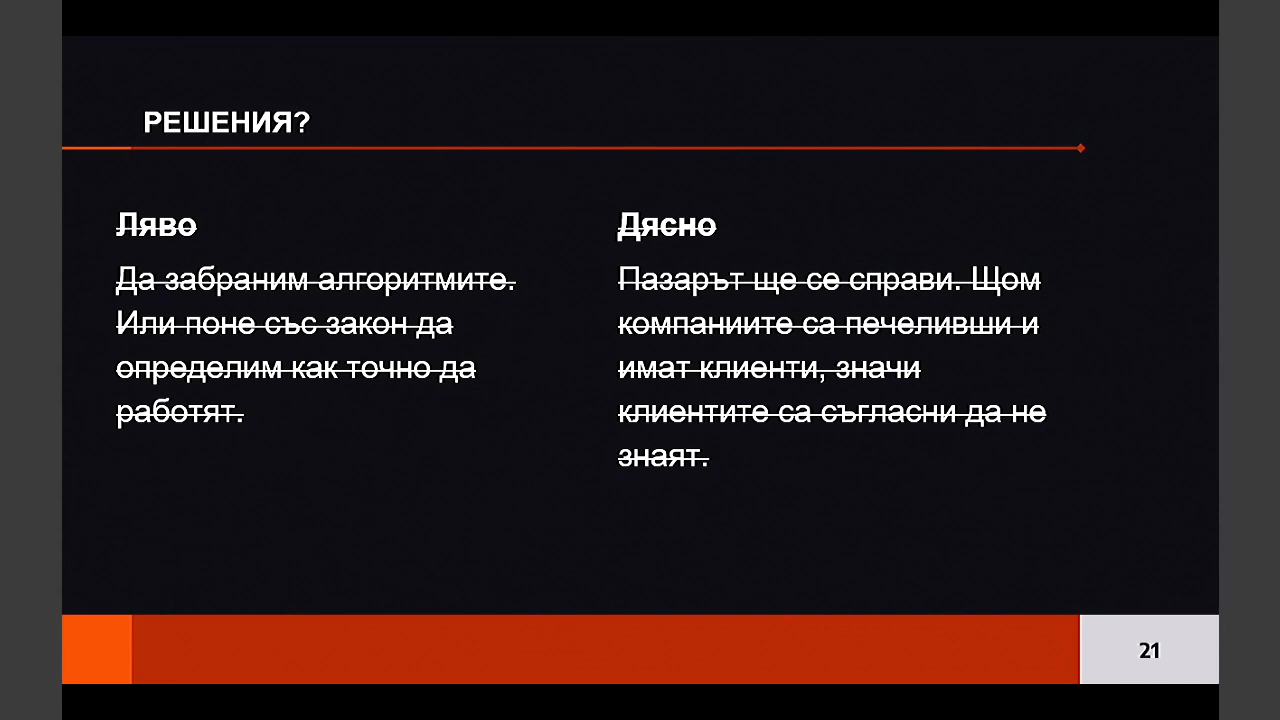 РЕШЕНИЯ?
Ляво
Да забраним алгоритмите.
Или поне със закон да
определим как точно да
работят.
Дясно
Пазарът ще се справи. Щом
компаниите са печеливши и
имат клиенти, значи
клиентите са съгласни да не
знаят.
21